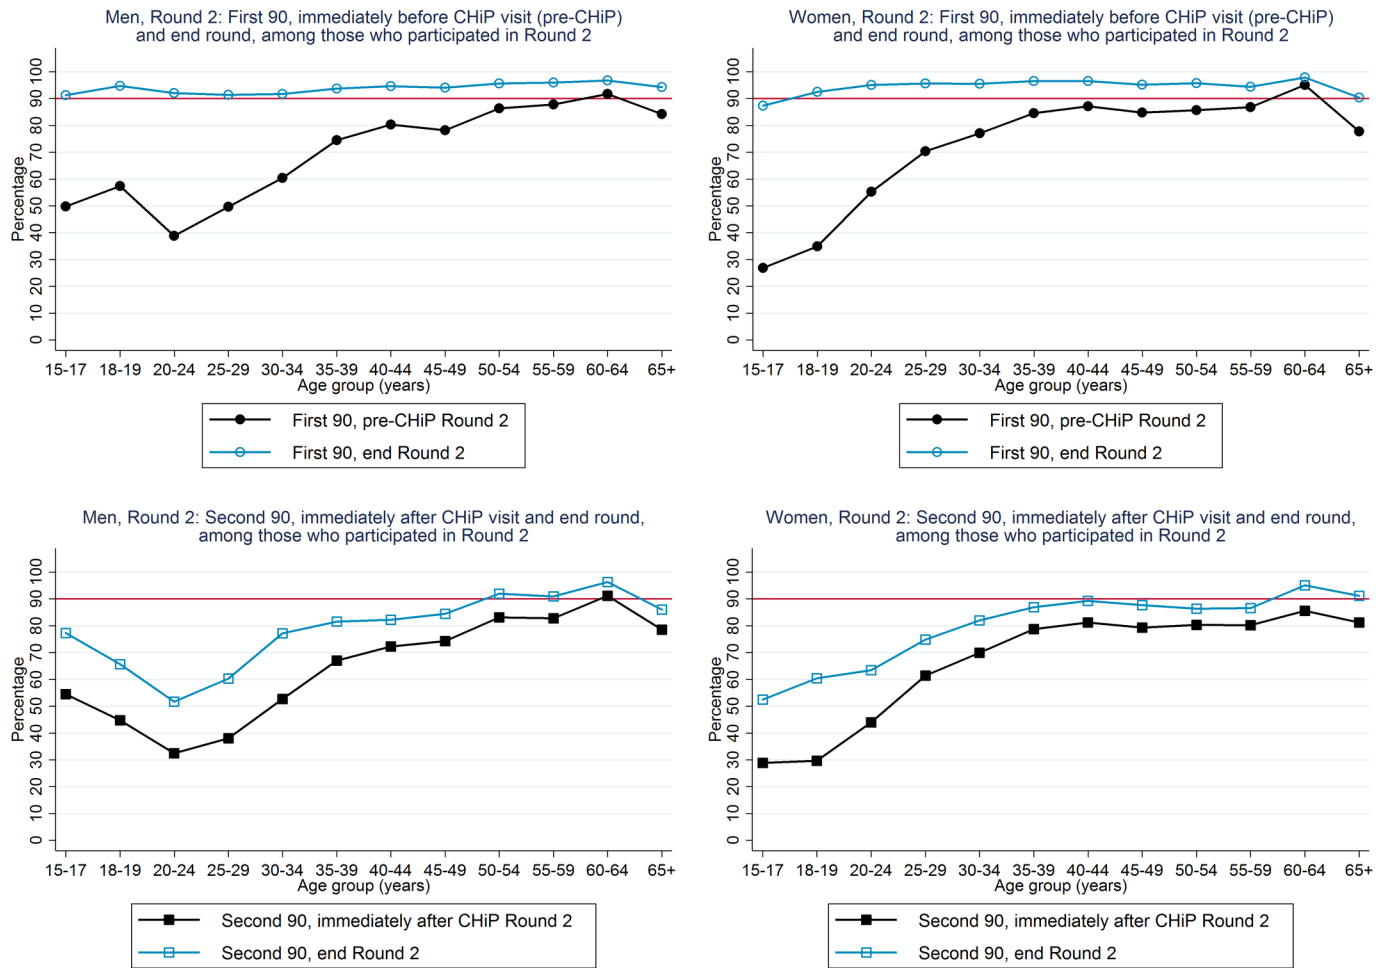 Men, Round 2: First 90, immediately before CHiP visit (pre-CHiP)
and end round, among those who participated in Round 2
Percentage
100
90
80
70
60
50
40
30
20
10
0
15-17 18-19 20-24 25-29 30-34 35-39 40-44 45-49 50-54 55-59 60-64 65+
Age group (years)
First 90, pre-CHiP Round 2
First 90, end Round 2
Women, Round 2: First 90, immediately before CHiP visit (pre-CHiP)
and end round, among those who participated in Round 2
Percentage
100
90
80
70
60
50
40
30
20
10
0
15-17 18-19 20-24 25-29 30-34 35-39 40-44 45-49 50-54 55-59 60-64 65+
Age group (years)
First 90, pre-CHiP Round 2
First 90, end Round 2
Men, Round 2: Second 90, immediately after CHiP visit and end round,
among those who participated in Round 2
Percentage
100
90
80
70
60
50
40
30
20
10
0
15-17 18-19 20-24 25-29 30-34 35-39 40-44 45-49 50-54 55-59 60-64 65+
Age group (years)
Second 90, immediately after CHiP Round 2
Second 90, end Round 2
Women, Round 2: Second 90, immediately after CHiP visit and end round,
among those who participated in Round 2
Percentage
100
90
80
70
60
50
40
30
20
10
0
15-17 18-19 20-24 25-29 30-34 35-39 40-44 45-49 50-54 55-59 60-64 65+
Age group (years)
Second 90, immediately after CHiP Round 2
Second 90, end Round 2